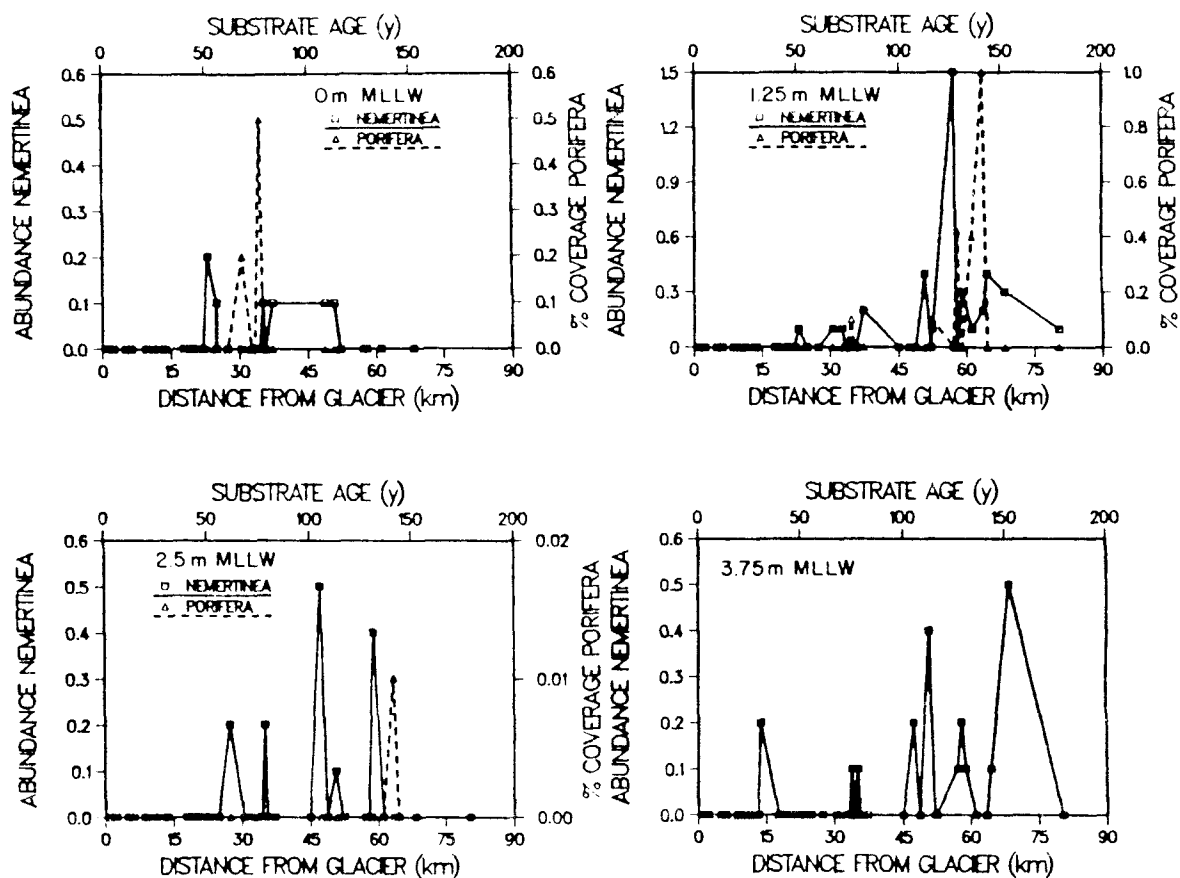 SUBSTRATE AGE (y)
0 50 100 150 200
0.6 0.5 0.4 0.3 0.2 0.1 0.0
ABUNDANCE NEMERTINEA
0m MLLW
NEMERTINEA
PORIFERA
0.6 0.5 0.4 0.3 0.2 0.1 0.0
% COVERAGE PORIFERA
0 15 30 45 60 75 90
DISTANCE FROM GLACIER (km)
SUBSTRATE AGE (y)
0 50 100 150 200
1.5 1.2 0.9 0.6 0.3 0
ABUNDANCE NEMERTINEA
1.25m MLLW
NEMERTINEA
PORIFERA
1.0 0.8 0.6 0.4 0.2 0.0
% COVERAGE PORIFERA
0 15 30 45 60 75 90
DISTANCE FROM GLACIER (km)
SUBSTRATE AGE (y)
0 50 100 150 200
0.6 0.5 0.4 0.3 0.2 0.1 0.0
ABUNDANCE NEMERTINEA
2.5m MLLW
NEMERTINEA
PORIFERA
0.02 0.01 0.00
% COVERAGE PORIFERA
0 15 30 45 60 75 90
DISTANCE FROM GLACIER (km)
SUBSTRATE AGE (y)
0 50 100 150 200
0.6 0.5 0.4 0.3 0.2 0.1 0.0
ABUNDANCE NEMERTINEA
3.75m MLLW
0 15 30 45 60 75 90
DISTANCE FROM GLACIER (km)